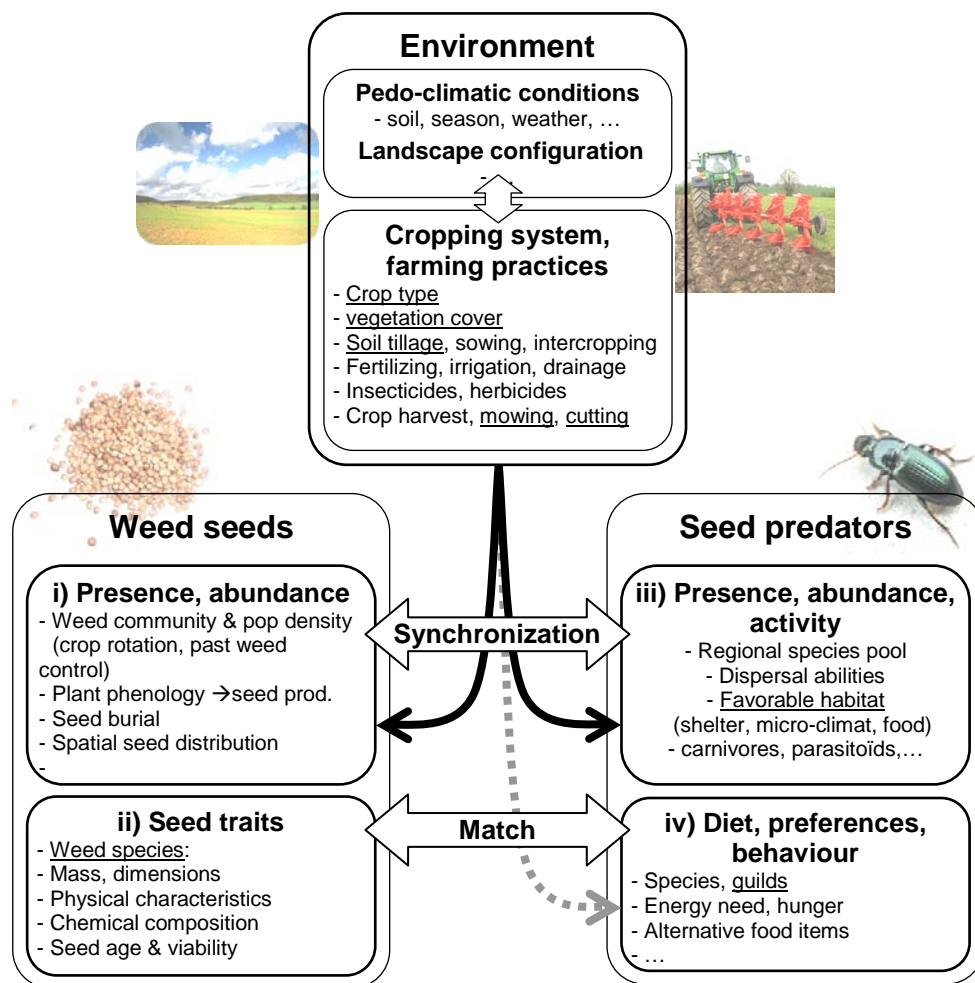 Environment
Pedo-climatic conditions
- soil, season, weather, …
Landscape configuration
- …
Cropping system,
farming practices
- Crop type
- vegetation cover
- Soil tillage, sowing, intercropping
- Fertilizing, irrigation, drainage
- Insecticides, herbicides
- Crop harvest, mowing, cutting
Weed seeds
i) Presence, abundance
- Weed community & pop density
(crop rotation, past weed
control)
- Plant phenology →seed prod.
- Seed burial
- Spatial seed distribution
-
ii) Seed traits
- Weed species:
- Mass, dimensions
- Physical characteristics
- Chemical composition
- Seed age & viability
Synchronization
Match
Seed predators
iii) Presence, abundance,
activity
- Regional species pool
- Dispersal abilities
- Favorable habitat
(shelter, micro-climat, food)
- carnivores, parasitoïds,…
iv) Diet, preferences,
behaviour
- Species, guilds
- Energy need, hunger
- Alternative food items
- …